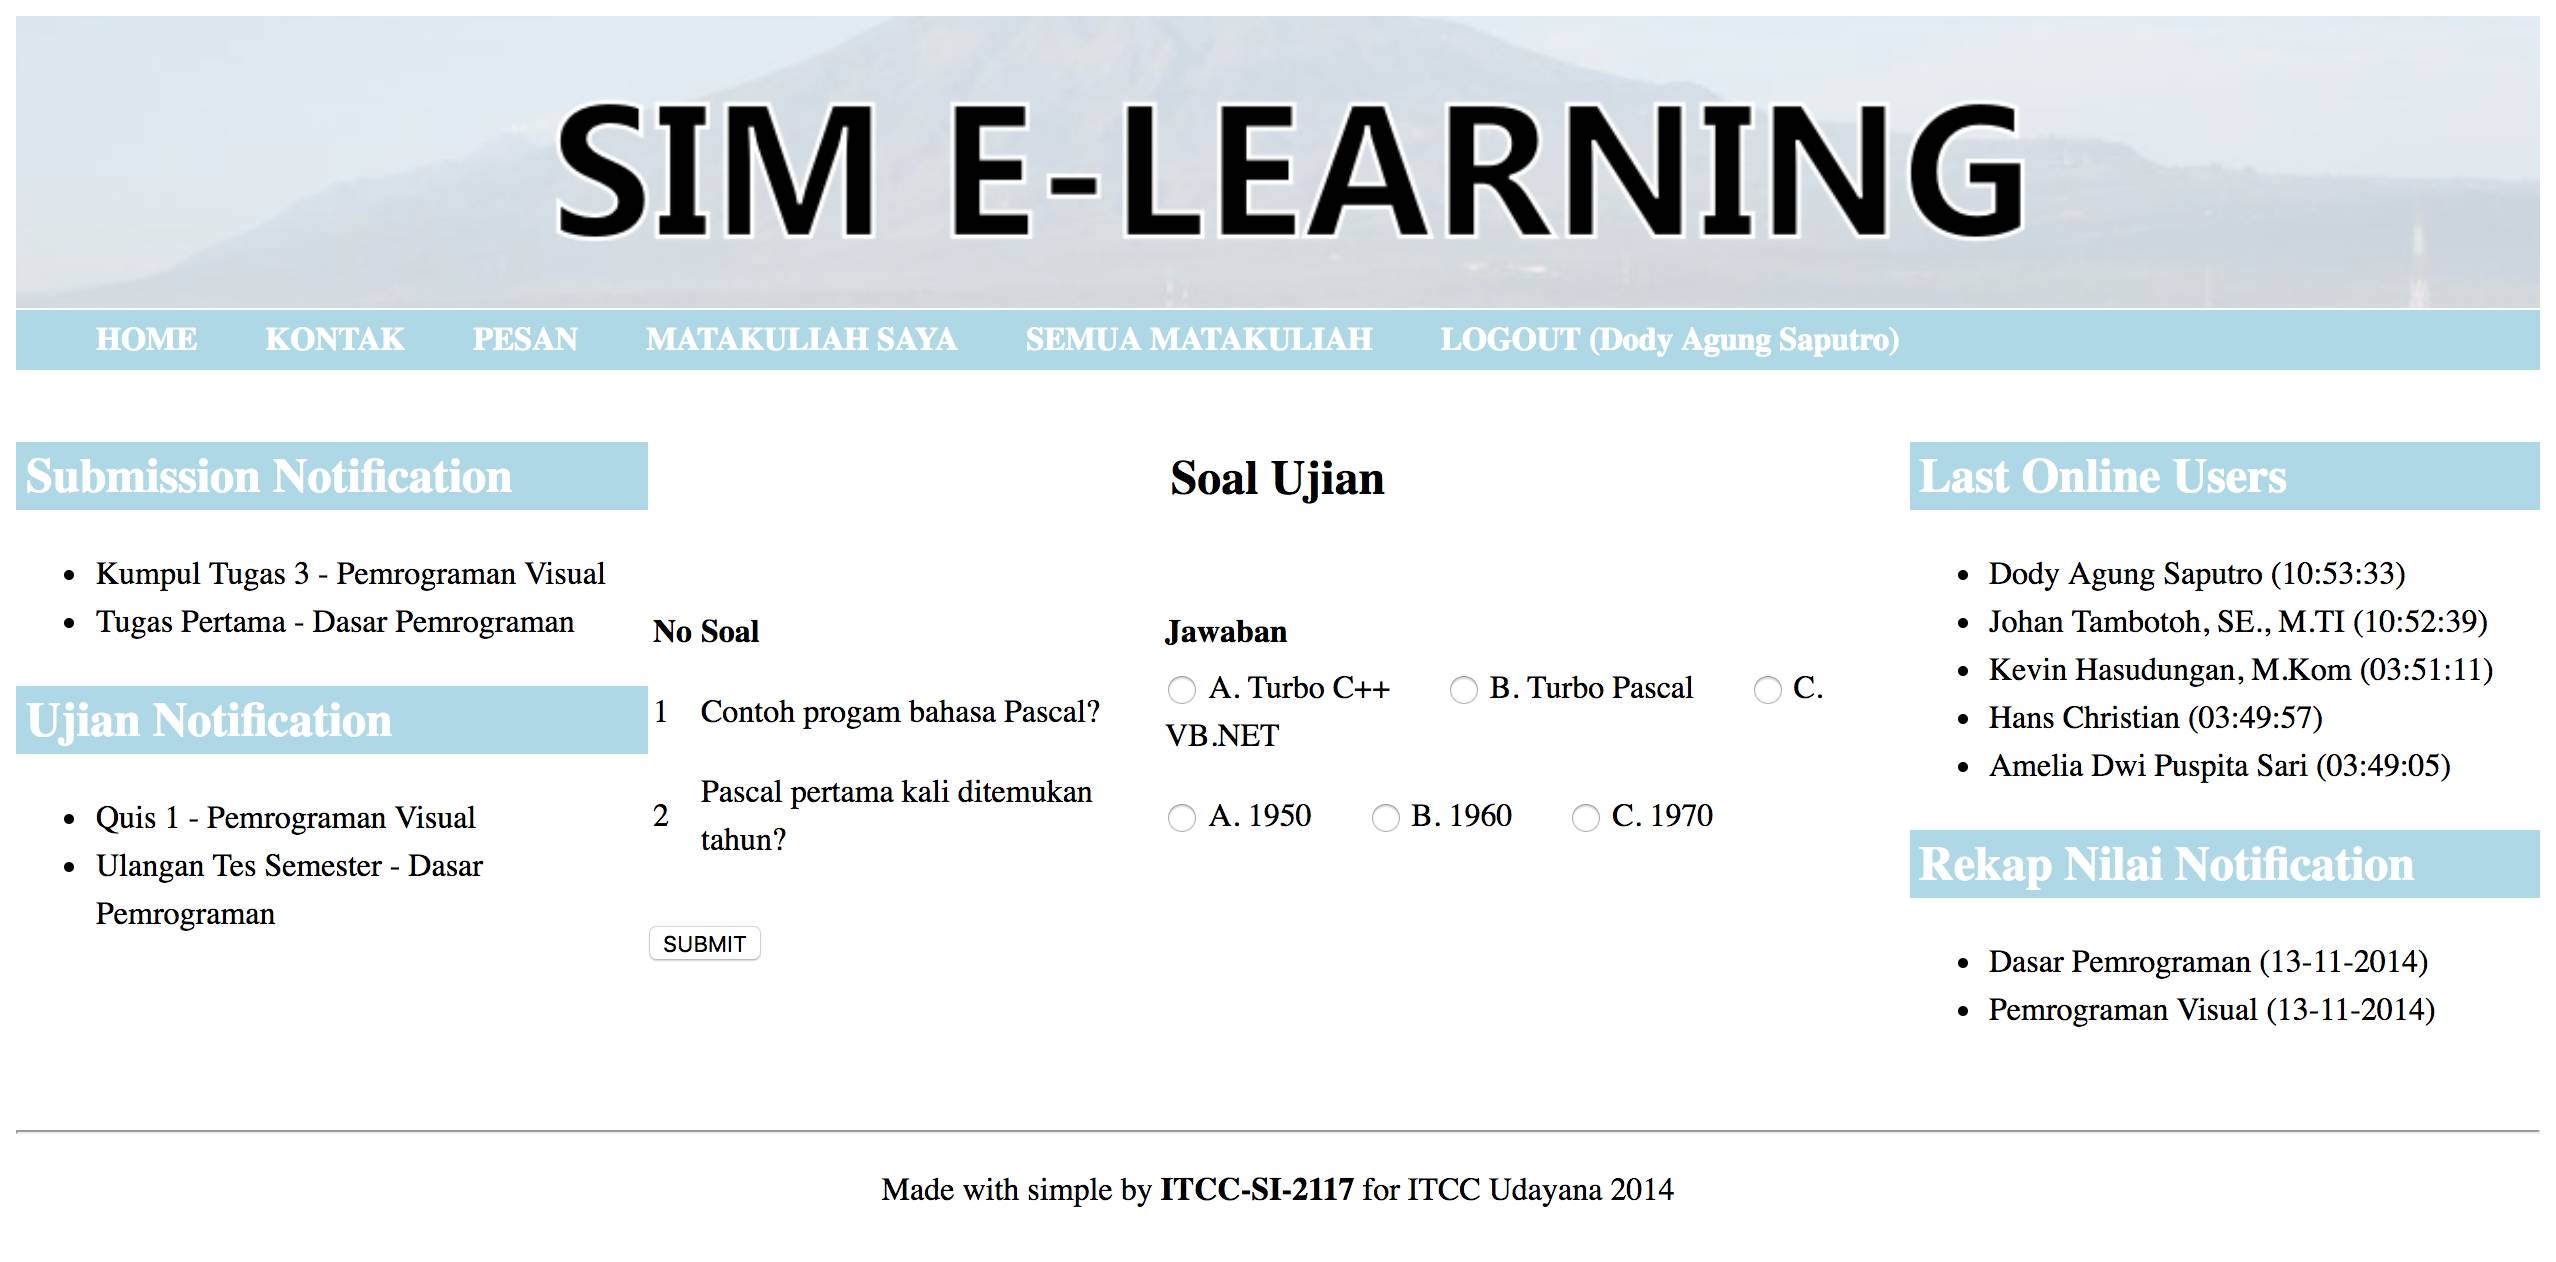 SIM E-LEARNING
HOME KONTAK PESAN MATAKULIAH SAYA SEMUA MATAKULIAH LOGOUT (Dody Agung Saputro)
Submission Notification
Kumpul Tugas 3 - Pemrograman Visual
Tugas Pertama - Dasar Pemrograman
Ujian Notification
Quis 1 - Pemrograman Visual
Ulangan Tes Semester - Dasar
Pemrograman
Soal Ujian
No Soal Jawaban
1 Contoh progam bahasa Pascal? A. Turbo C++ B. Turbo Pascal C.
VB.NET
2 Pascal pertama kali ditemukan
tahun? A. 1950 B. 1960 C. 1970
SUBMIT
Last Online Users
Dody Agung Saputro (10:53:33)
Johan Tambotoh, SE., M.TI (10:52:39)
Kevin Hasudungan, M.Kom (03:51:11)
Hans Christian (03:49:57)
Amelia Dwi Puspita Sari (03:49:05)
Rekap Nilai Notification
Dasar Pemrograman (13-11-2014)
Pemrograman Visual (13-11-2014)
Made with simple by ITCC-SI-2117 for ITCC Udayana 2014